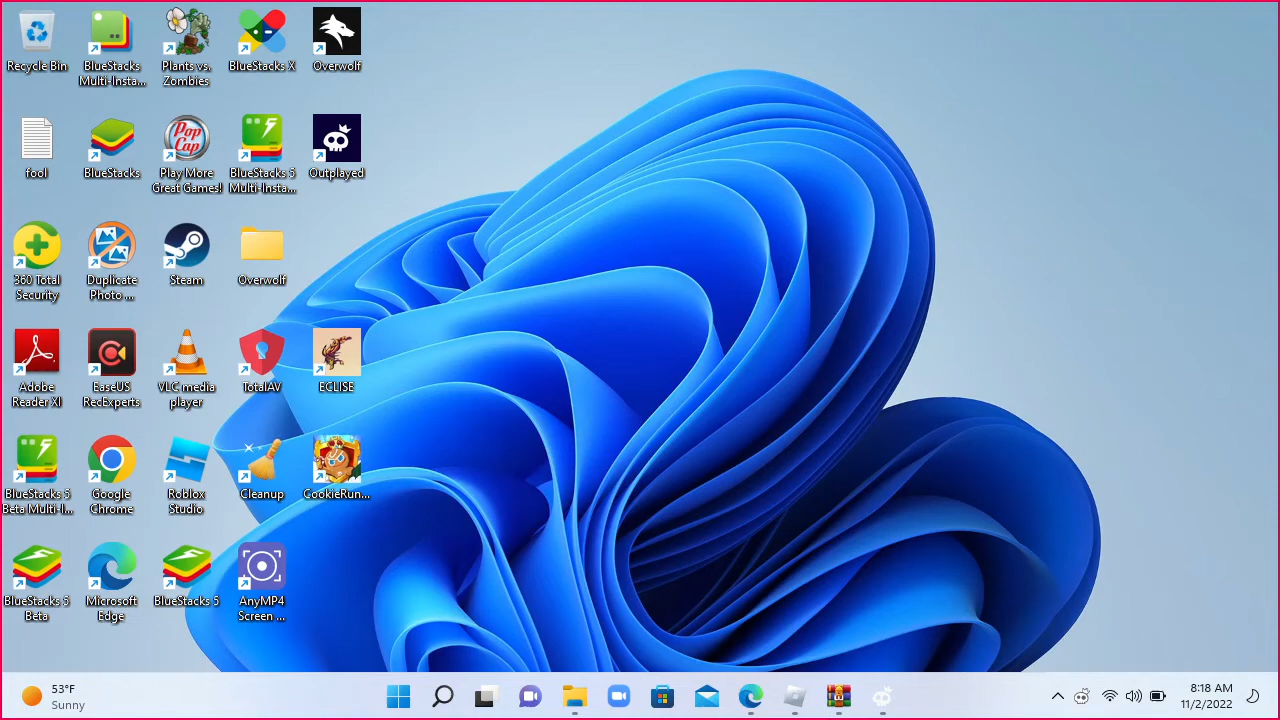 Recycle Bin
BlueStacks
Multi-Insta...
Plants vs.
Zombies
BlueStacks X
Overwolf
fool
BlueStacks
Pop
Cap
Play More
Great Games!
BlueStacks 5
Multi-Insta...
Outplayed
360 Total
Security
Duplicate
Photo ...
Steam
Overwolf
Adobe
Reader XI
EaseUS
RecExperts
VLC media
player
TotalAV
ECLISE
BlueStacks 5
Beta Multi-I...
Google
Chrome
Roblox
Studio
Cleanup
CookieRun...
BlueStacks 5
Beta
Microsoft
Edge
BlueStacks 5
AnyMP4
Screen ...
53°F
Sunny
8:18 AM
11/2/2022